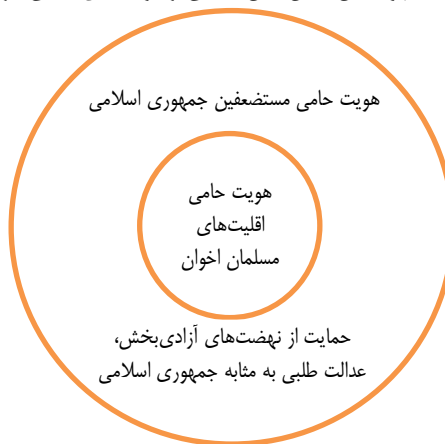 هویت حامی مستضعفین جمهوری اسلامی
هویت حامی
اقلیت‌های
مسلمان اخوان
حمایت از نهضت‌های آزادی‌بخش،
عدالت طلبی به مثابه جمهوری اسلامی